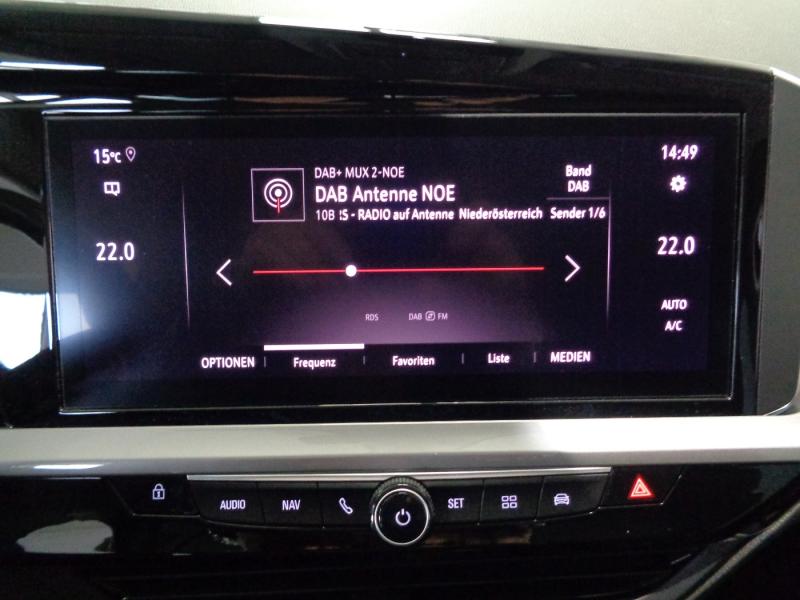 15°C
14:49
DAB+ MUX 2-NOE
Band
DAB Antenne NOE
DAB
10B !S - RADIO auf Antenne Niederösterreich
Sender 1/6
22.0
22.0
AUTO
A/C
RDS
DAB FM
OPTIONEN Frequenz Favoriten Liste MEDIEN
AUDIO NAV SET